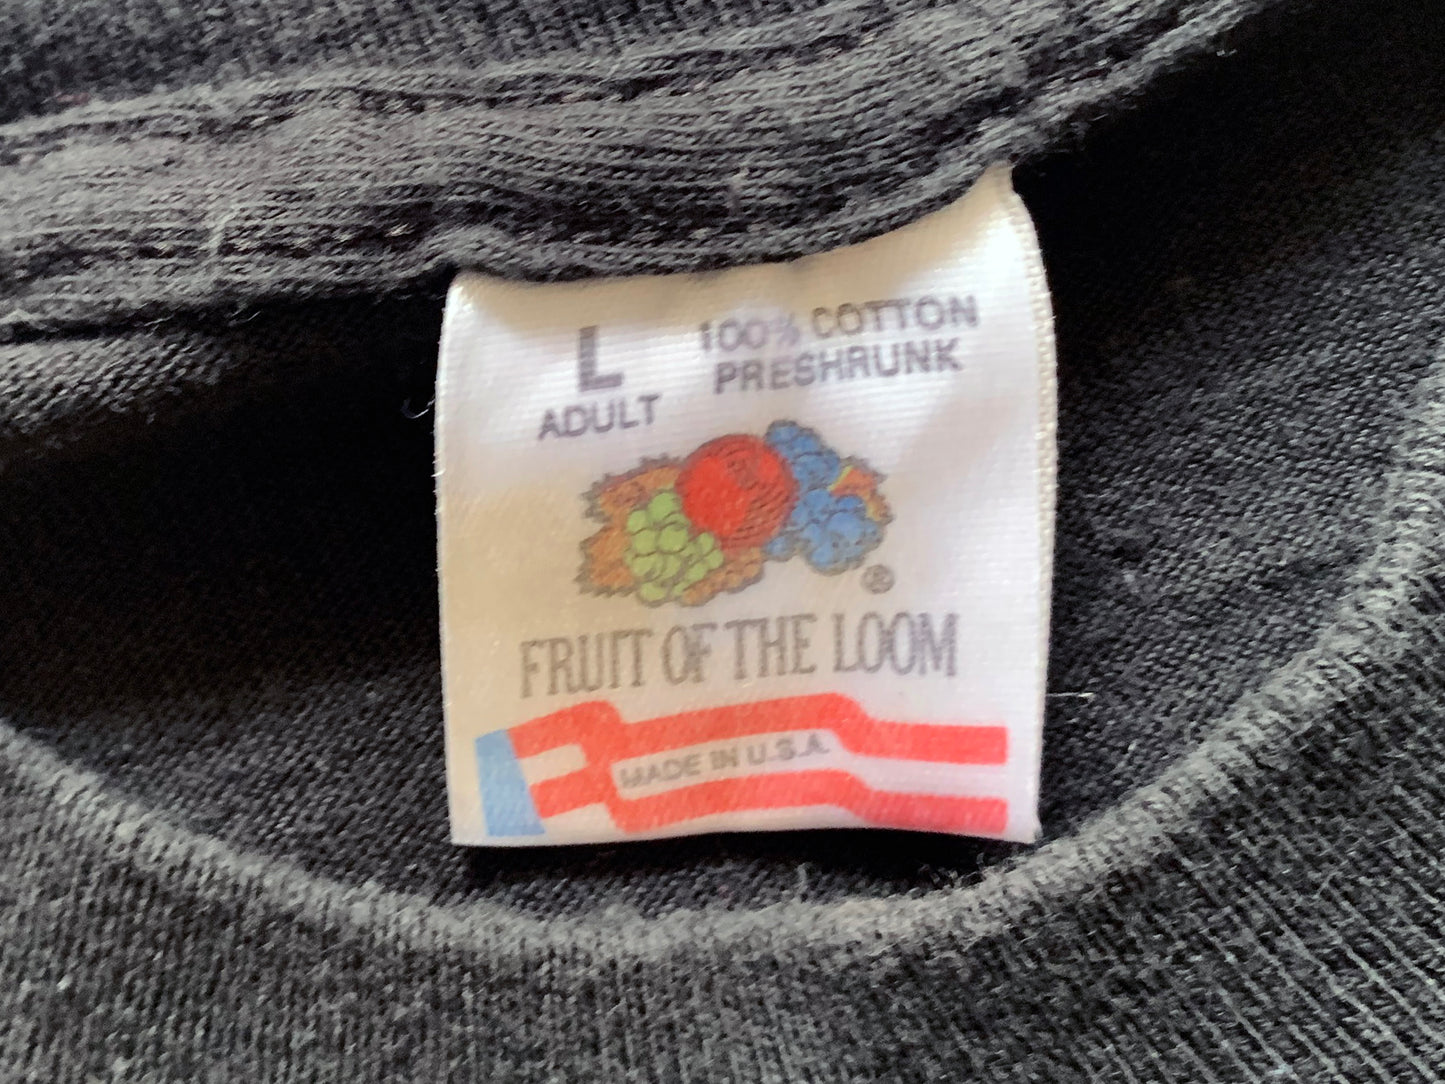 L
ADULT
100% COTTON
PRESHRUNK
®
FRUIT OF THE LOOM
MADE IN U.S.A.